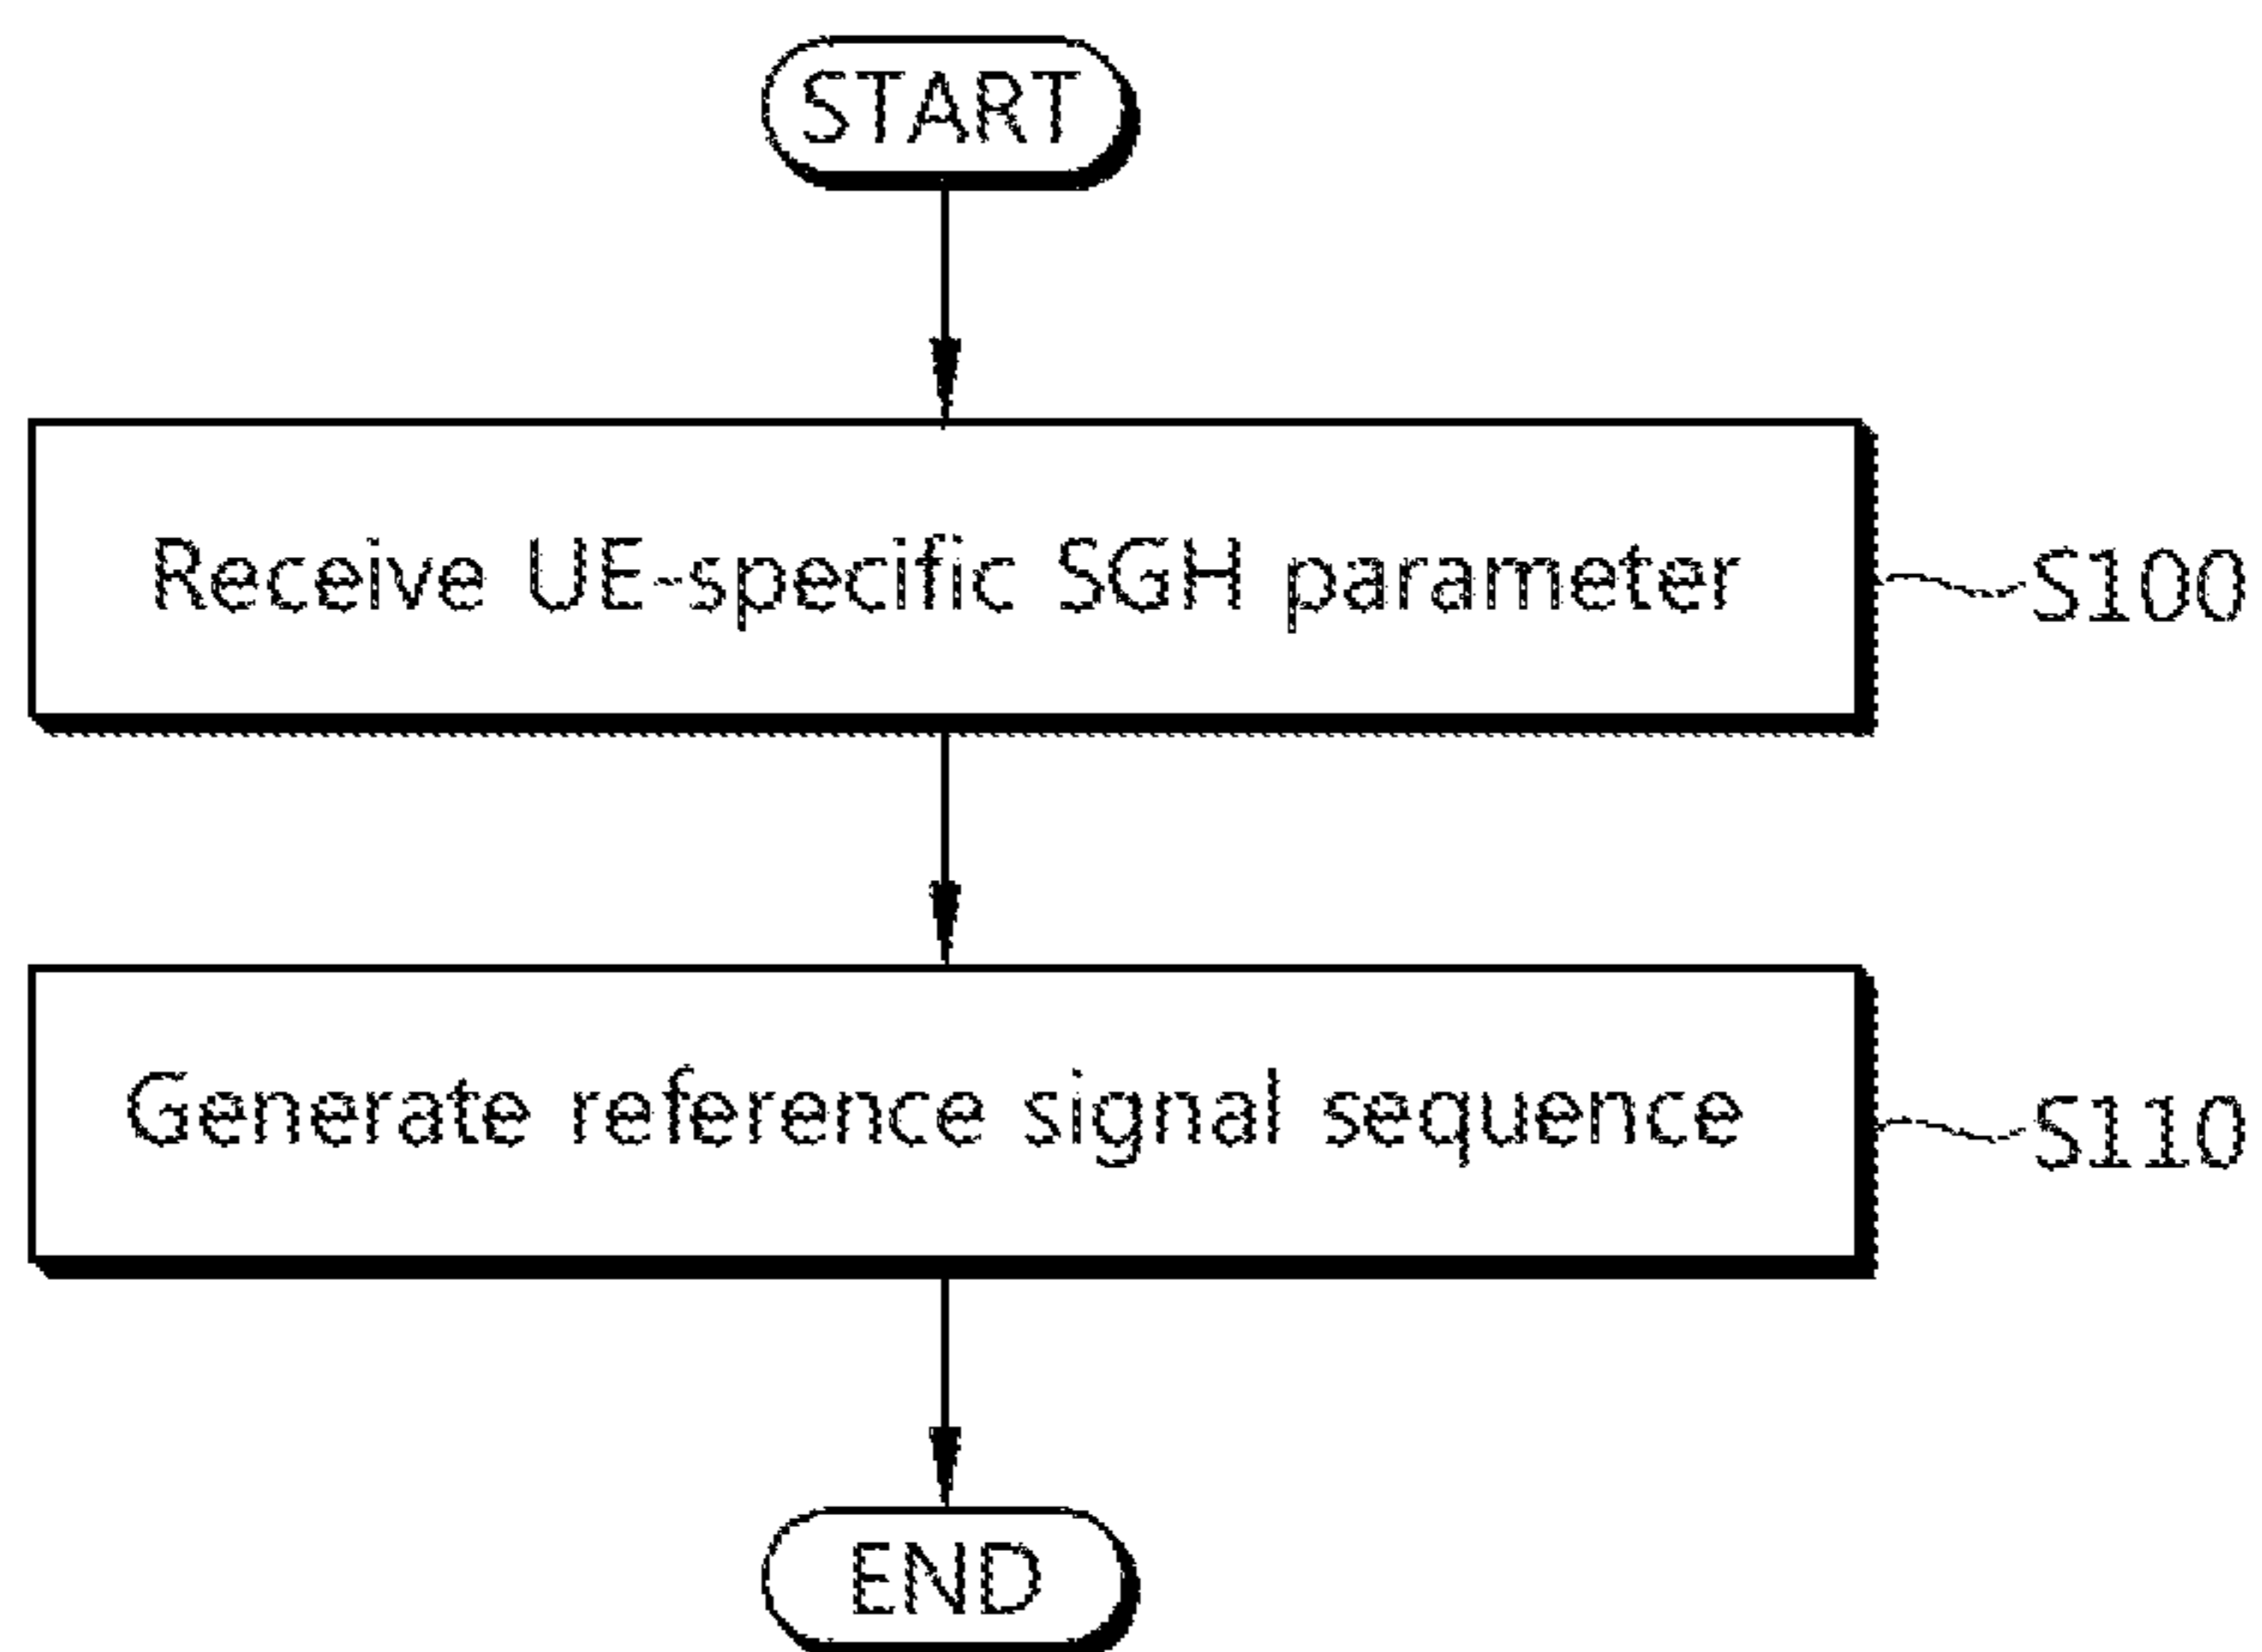 START
Receive UE-specific SGH parameter
S100
Generate reference signal sequence
S110
END